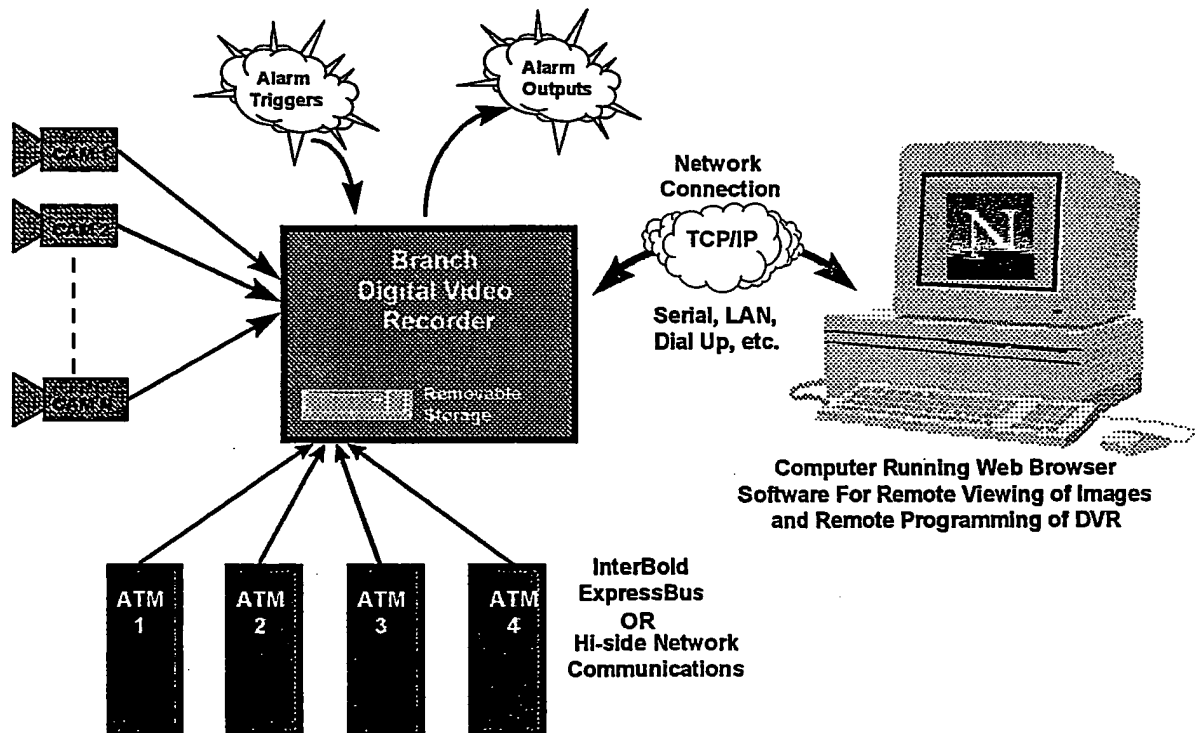 Alarm
Triggers
Alarm
Outputs
CAM 1
CAM 2
Network
Connection
TCP/IP
Serial, LAN,
Dial Up, etc.
N
Branch
Digital Video
Recorder
Removable
Storage
Computer Running Web Browser
Software For Remote Viewing of Images
and Remote Programming of DVR
ATM
1
ATM
2
ATM
3
ATM
4
InterBold
ExpressBus
OR
Hi-side Network
Communications